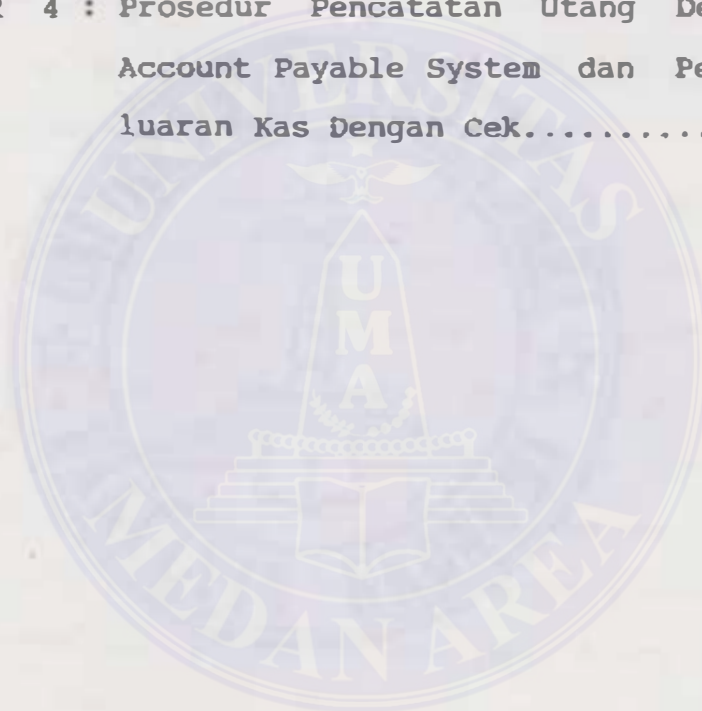 R 4 : Prosedur Pencatatan Utang De
Account Payable System dan Pe
luaran Kas Dengan Cek..........
UNIVERSITAS
UMA
MEDAN AREA